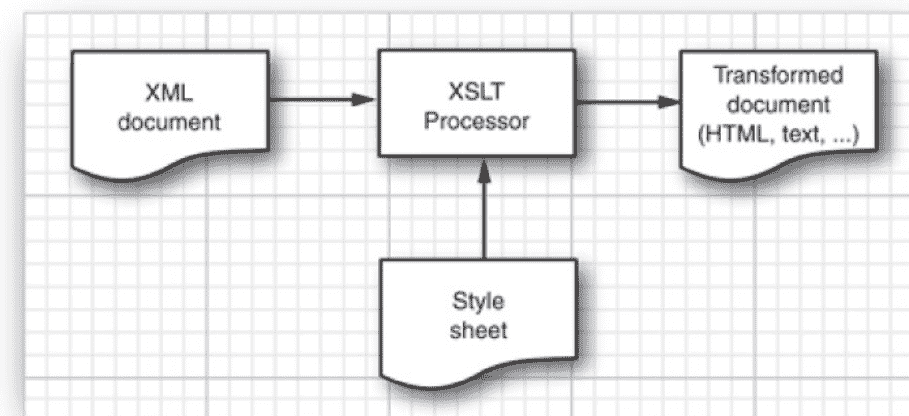 XML
document
XSLT
Processor
Transformed
document
(HTML, text, ...)
Style
sheet